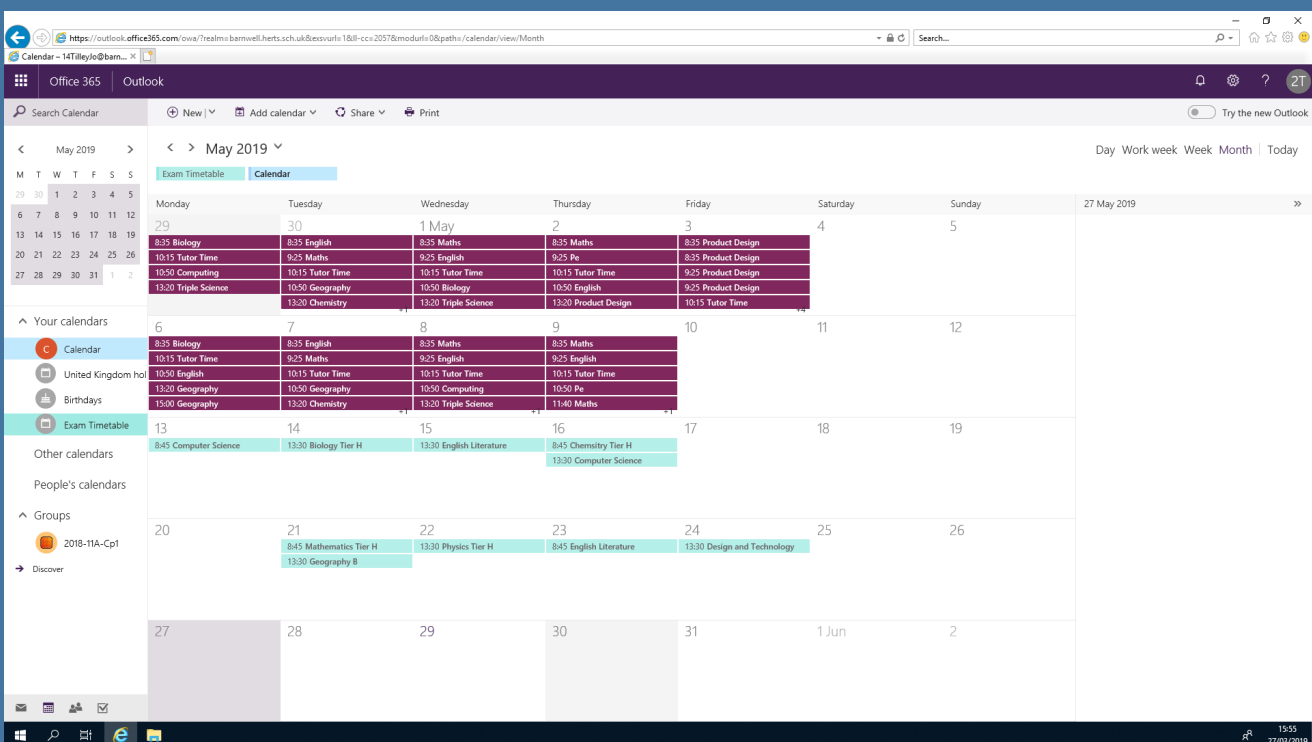 https://outlook.office365.com/owa/?realm=barnwell.herts.sch.uk&exsvurl=1&ll-cc=2057&modurl=0&path=/calendar/view/Month
Search...
Calendar – 14TilleyJo@barn...
Office 365 Outlook ? 2T
Search Calendar New Add calendar Share Print Try the new Outlook
May 2019
May 2019
Day Work week Week Month Today
Exam Timetable Calendar
M T W T F S S
29 30 1 2 3 4 5
6 7 8 9 10 11 12
13 14 15 16 17 18 19
20 21 22 23 24 25 26
27 28 29 30 31 1 2
Your calendars
C Calendar
United Kingdom hol
Birthdays
Exam Timetable
Other calendars
People's calendars
Groups
2018-11A-Cp1
Discover
Monday Tuesday Wednesday Thursday Friday Saturday Sunday 27 May 2019
29 30 1 May 2 3 4 5
8:35 Biology 8:35 English 8:35 Maths 8:35 Maths 8:35 Product Design
10:15 Tutor Time 9:25 Maths 9:25 English 9:25 Pe 8:35 Product Design
10:50 Computing 10:15 Tutor Time 10:15 Tutor Time 10:15 Tutor Time 9:25 Product Design
13:20 Triple Science 10:50 Geography 10:50 Biology 10:50 English 9:25 Product Design
13:20 Chemistry 13:20 Triple Science 13:20 Product Design 10:15 Tutor Time
+1 +4
6 7 8 9 10 11 12
8:35 Biology 8:35 English 8:35 Maths 8:35 Maths
10:15 Tutor Time 9:25 Maths 9:25 English 9:25 English
10:50 English 10:15 Tutor Time 10:15 Tutor Time 10:15 Tutor Time
13:20 Geography 10:50 Geography 10:50 Computing 10:50 Pe
15:00 Geography 13:20 Chemistry 13:20 Triple Science 11:40 Maths
+1 +1 +1
13 14 15 16 17 18 19
8:45 Computer Science 13:30 Biology Tier H 13:30 English Literature 8:45 Chemsitry Tier H
13:30 Computer Science
20 21 22 23 24 25 26
8:45 Mathematics Tier H 13:30 Physics Tier H 8:45 English Literature 13:30 Design and Technology
13:30 Geography B
27 28 29 30 31 1 Jun 2
15:55
27/03/2019